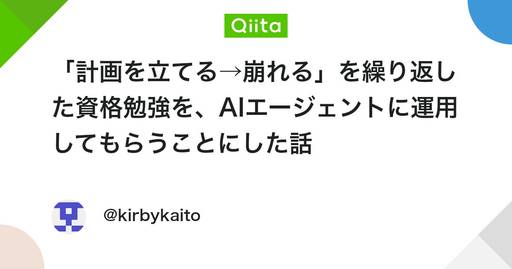 Qiita
「計画を立てる→崩れる」を繰り返し
た資格勉強を、AIエージェントに運用
してもらうことにした話
@kirbykaito